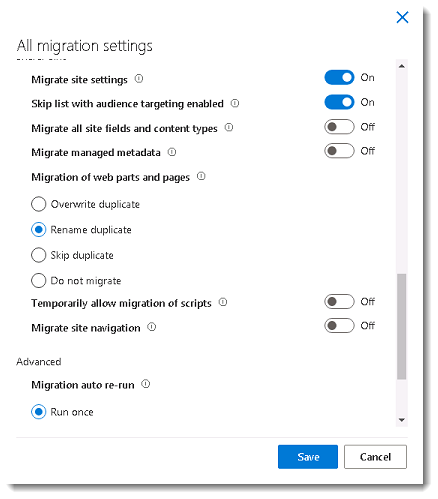 All migration settings
Migrate site settings
On
Skip list with audience targeting enabled
On
Migrate all site fields and content types
Off
Migrate managed metadata
Off
Migration of web parts and pages
Overwrite duplicate
Rename duplicate
Skip duplicate
Do not migrate
Temporarily allow migration of scripts
Off
Migrate site navigation
Off
Advanced
Migration auto re-run
Run once
Save
Cancel